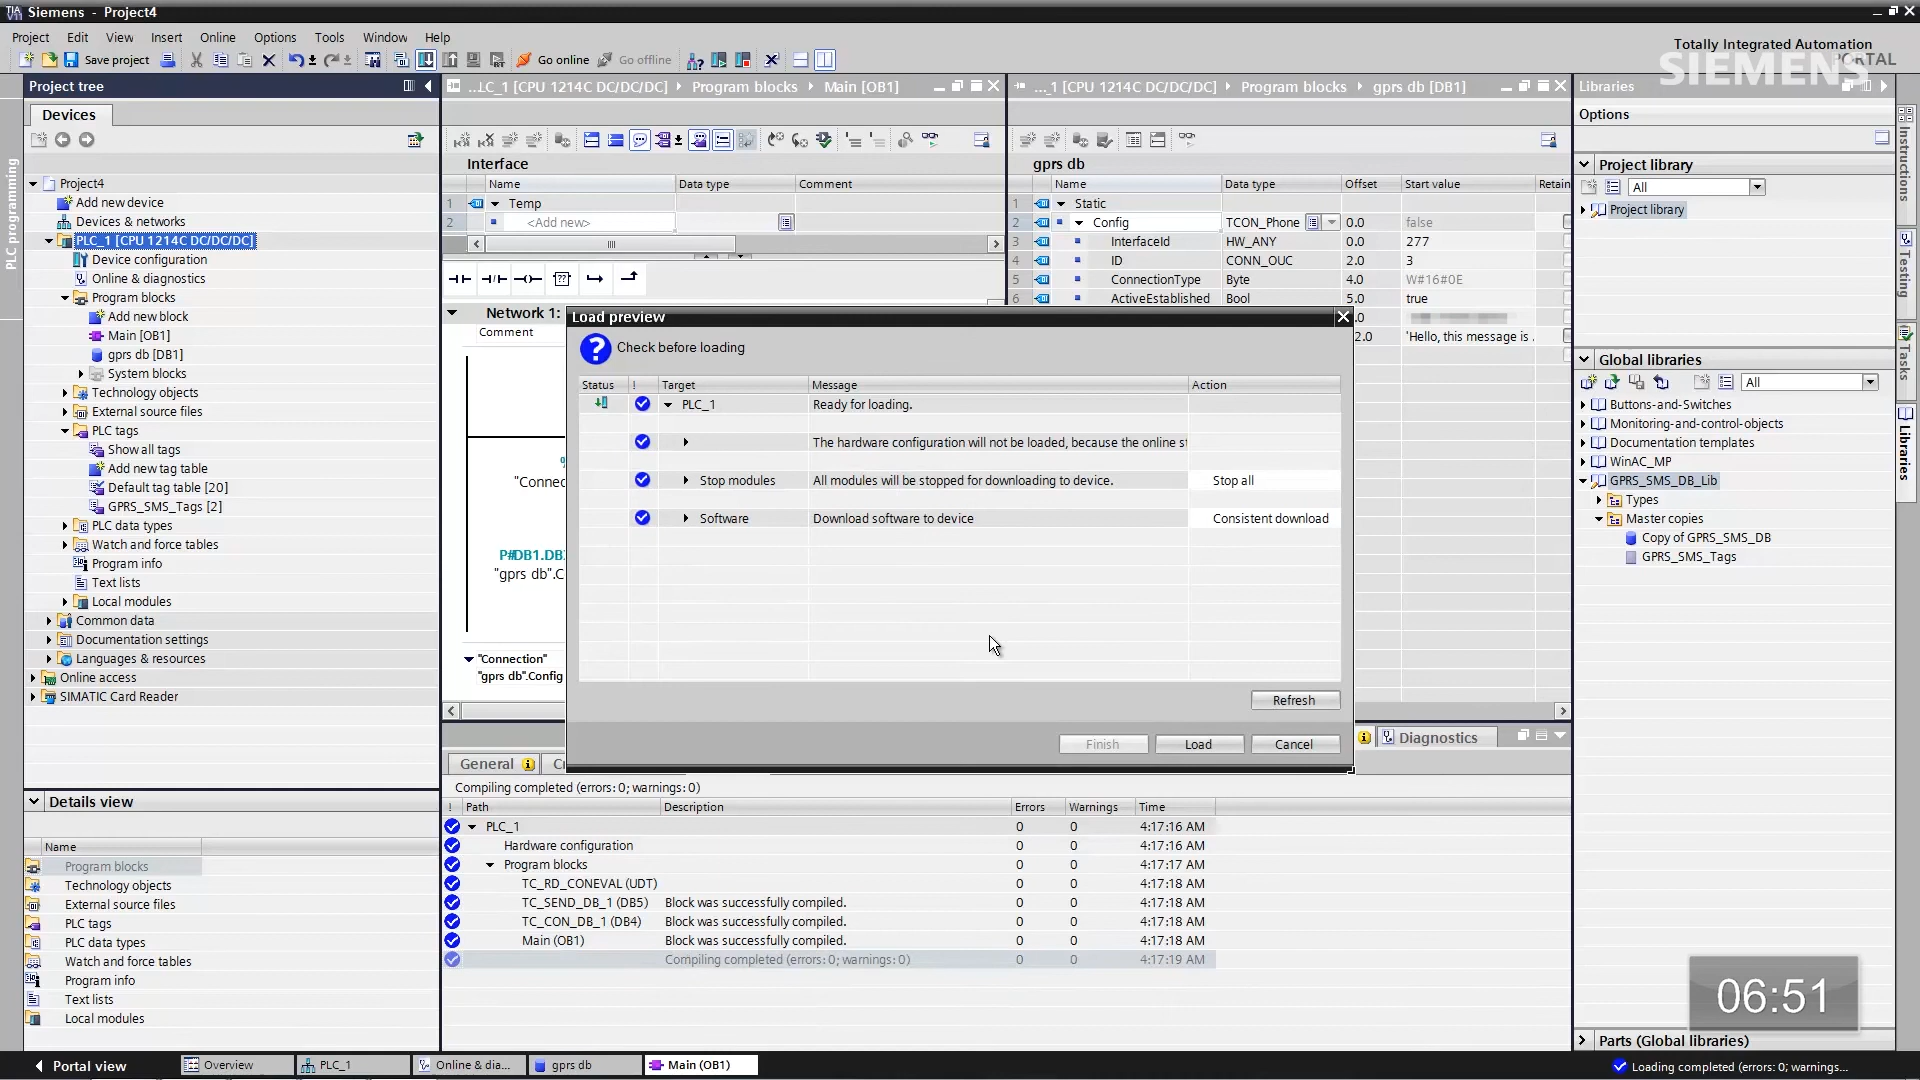 Siemens - Project4
Project Edit View Insert Online Options Tools Window Help
Totally Integrated Automation
PORTAL
SIEMENS
Save project
Go online
Go offline
Project tree
Devices
PLC programming
Project4
Add new device
Devices & networks
PLC_1 [CPU 1214C DC/DC/DC]
Device configuration
Online & diagnostics
Program blocks
Add new block
Main [OB1]
gprs db [DB1]
System blocks
Technology objects
External source files
PLC tags
Show all tags
Add new tag table
Default tag table [20]
GPRS_SMS_Tags [2]
PLC data types
Watch and force tables
Program info
Text lists
Local modules
Common data
Documentation settings
Languages & resources
Online access
SIMATIC Card Reader
Details view
Name
Program blocks
Technology objects
External source files
PLC tags
PLC data types
Watch and force tables
Program info
Text lists
Local modules
...LC_1 [CPU 1214C DC/DC/DC] Program blocks Main [OB1]
Interface
Name Data type Comment
1 Temp
2 <Add new>
Network 1:
Comment
"Connec
P#DB1.DB
"gprs db".C
"Connection"
"gprs db".Config
..._1 [CPU 1214C DC/DC/DC] Program blocks gprs db [DB1]
gprs db
Name Data type Offset Start value Retain
1 Static
2 Config TCON_Phone 0.0 false
3 InterfaceId HW_ANY 0.0 277
4 ID CONN_OUC 2.0 3
5 ConnectionType Byte 4.0 W#16#0E
6 ActiveEstablished Bool 5.0 true
.0
2.0 'Hello, this message is .
Load preview
? Check before loading
Status ! Target Message Action
PLC_1 Ready for loading.
The hardware configuration will not be loaded, because the online st
Stop modules All modules will be stopped for downloading to device. Stop all
Software Download software to device Consistent download
Refresh
Finish Load Cancel
Diagnostics
General
Compiling completed (errors: 0; warnings: 0)
! Path Description Errors Warnings Time
PLC_1 0 0 4:17:16 AM
Hardware configuration 0 0 4:17:16 AM
Program blocks 0 0 4:17:17 AM
TC_RD_CONEVAL (UDT) 0 0 4:17:18 AM
TC_SEND_DB_1 (DB5) Block was successfully compiled. 0 0 4:17:18 AM
TC_CON_DB_1 (DB4) Block was successfully compiled. 0 0 4:17:18 AM
Main (OB1) Block was successfully compiled. 0 0 4:17:18 AM
Compiling completed (errors: 0; warnings: 0) 0 0 4:17:19 AM
Libraries
Options
Project library
All
Project library
Global libraries
All
Buttons-and-Switches
Monitoring-and-control-objects
Documentation templates
WinAC_MP
GPRS_SMS_DB_Lib
Types
Master copies
Copy of GPRS_SMS_DB
GPRS_SMS_Tags
Parts (Global libraries)
Instructions
Testing
Tasks
Libraries
06:51
Portal view
Overview
PLC_1
Online & dia...
gprs db
Main (OB1)
Loading completed (errors: 0; warnings...